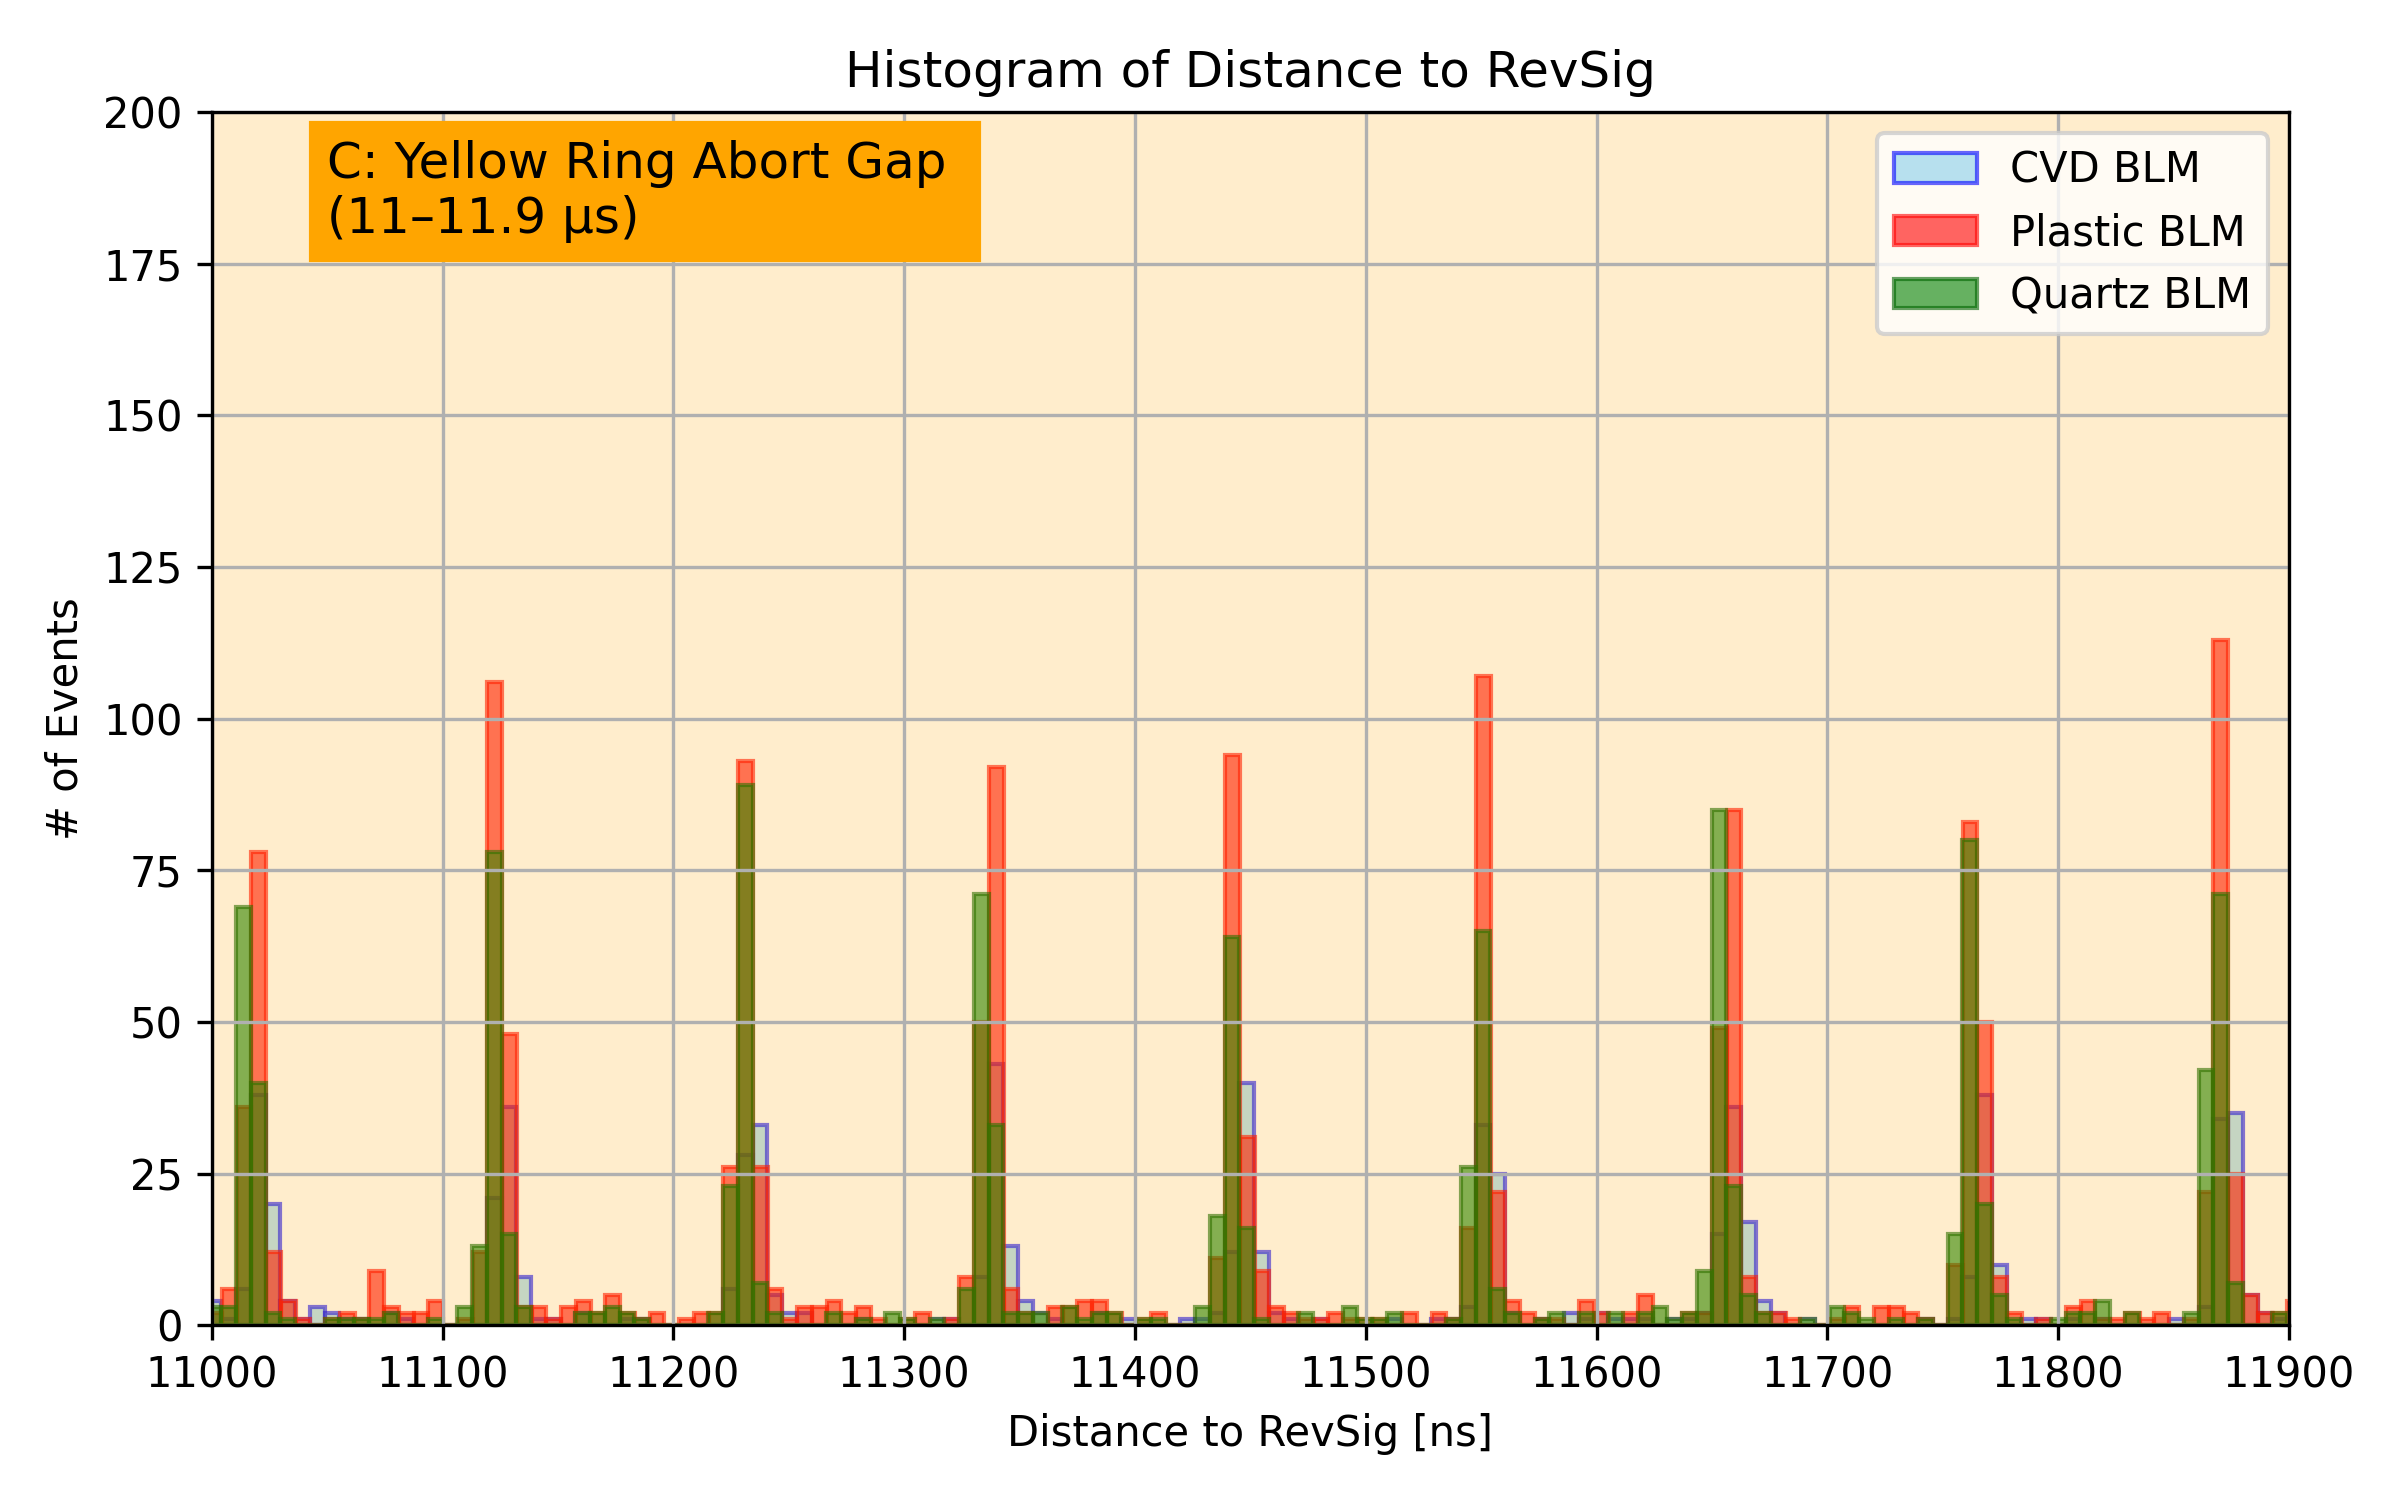 Histogram of Distance to RevSig
C: Yellow Ring Abort Gap
(11–11.9 μs)
CVD BLM
Plastic BLM
Quartz BLM
# of Events
200
175
150
125
100
75
50
25
0
11000 11100 11200 11300 11400 11500 11600 11700 11800 11900
Distance to RevSig [ns]